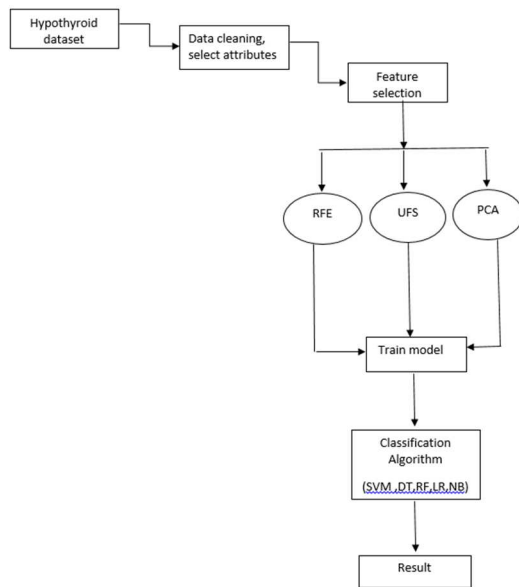 Hypothyroid
dataset
Data cleaning,
select attributes
Feature
selection
RFE
UFS
PCA
Train model
Classification
Algorithm
(SVM ,DT,RF,LR,NB)
Result